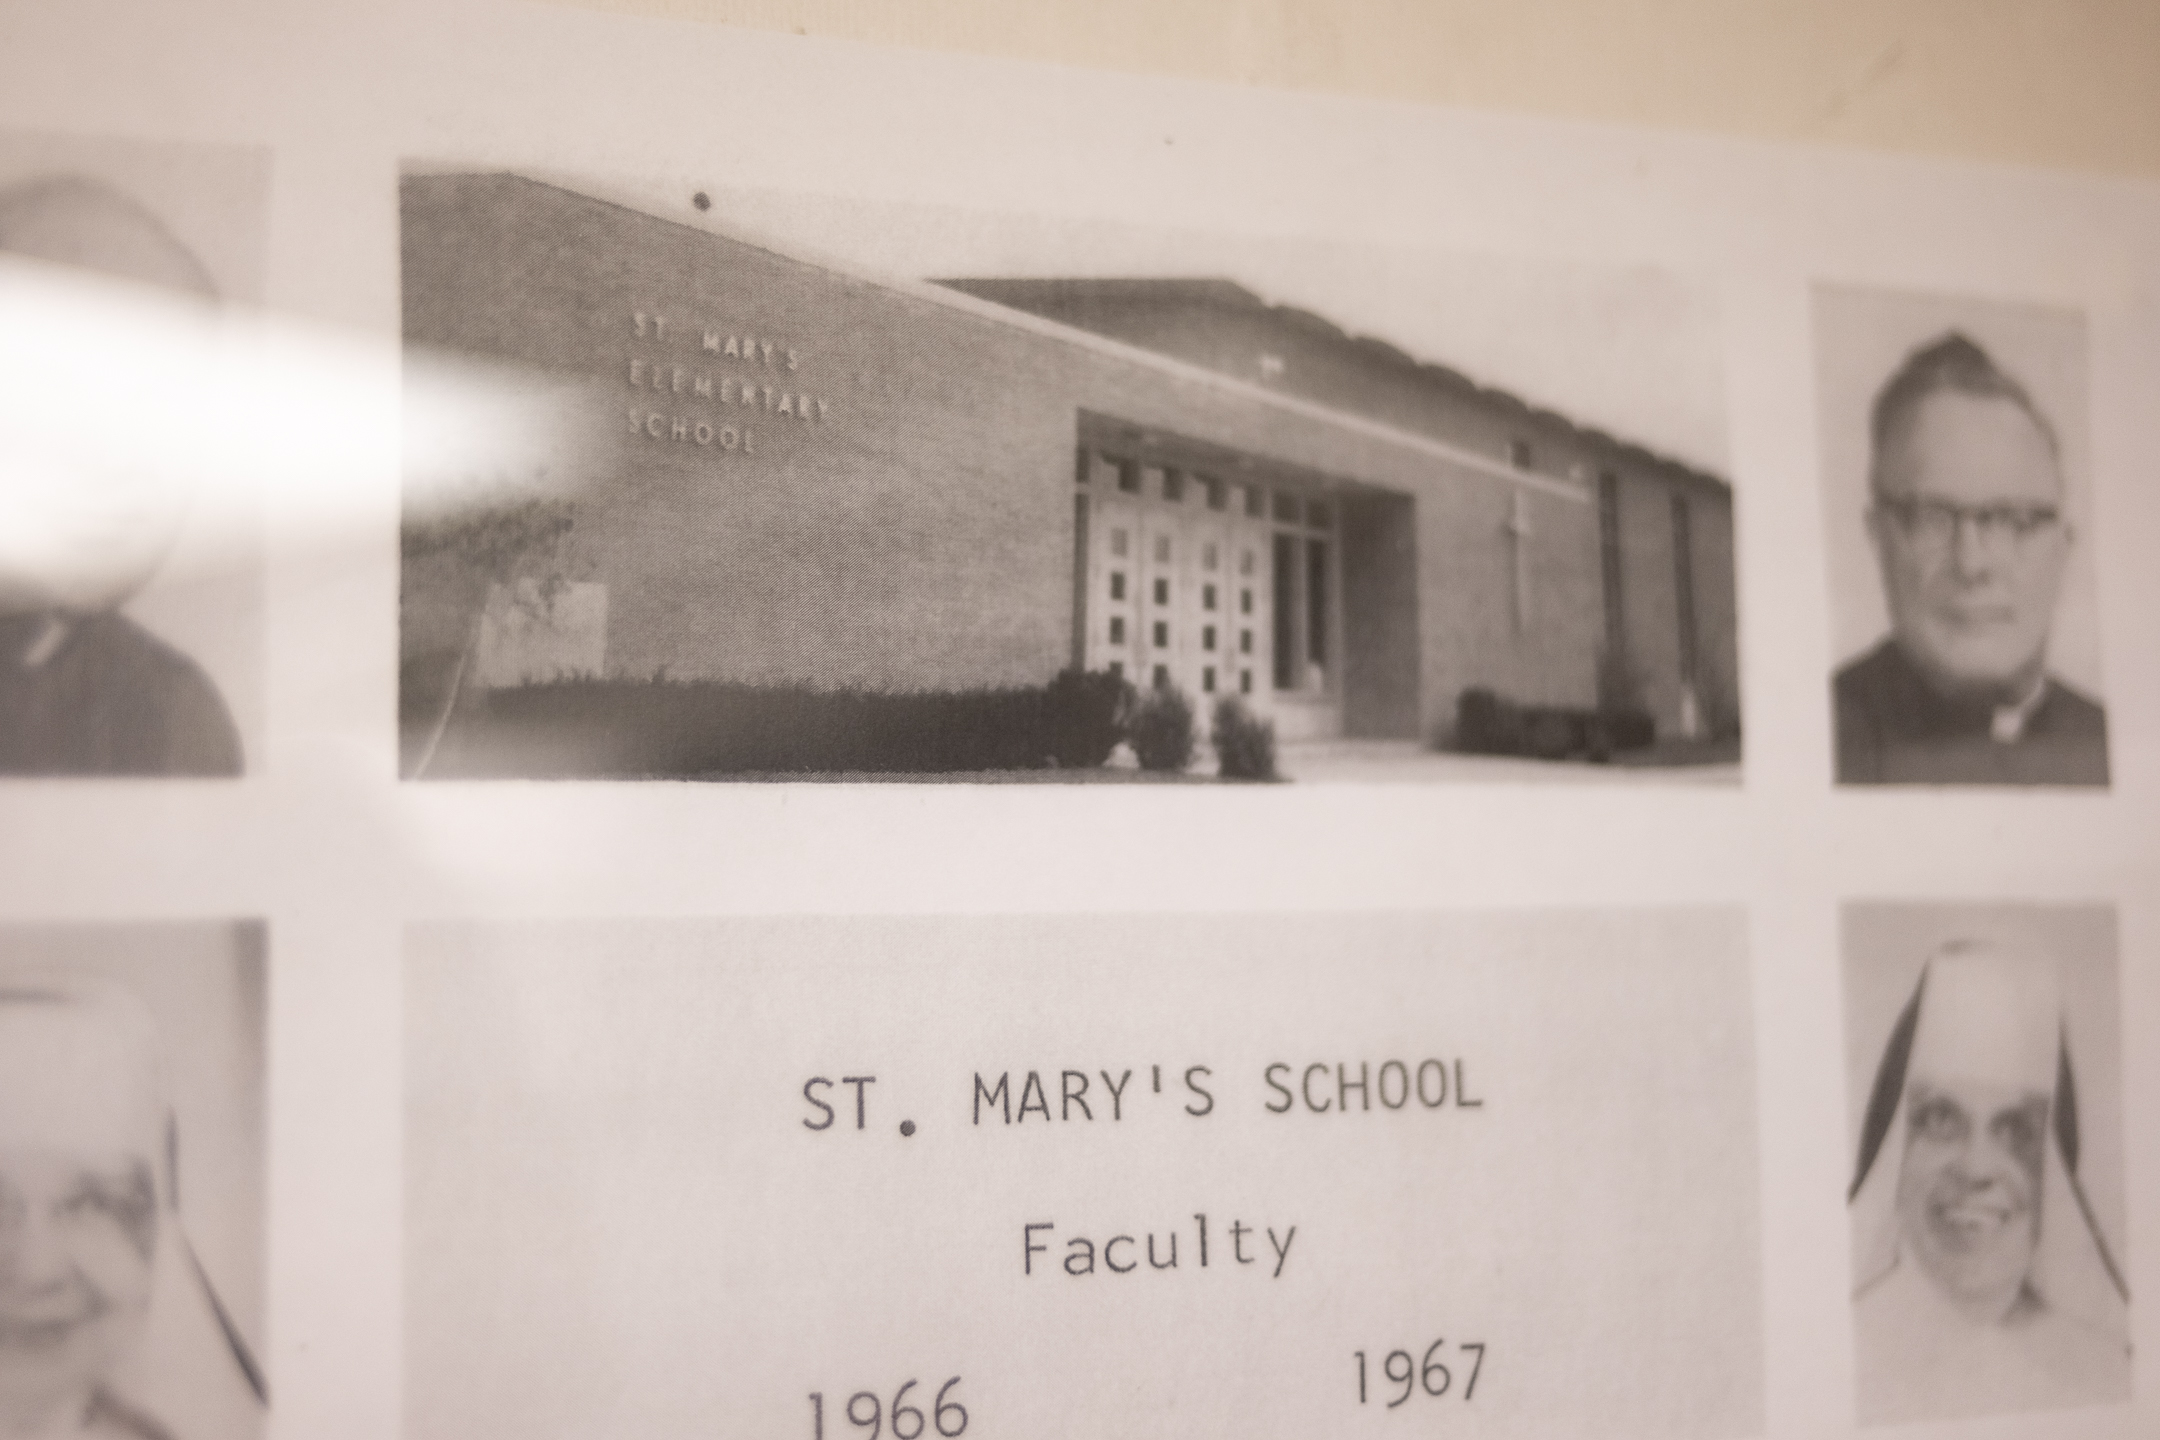 ST. MARY'S
ELEMENTARY
SCHOOL
ST. MARY'S SCHOOL
Faculty
1966 1967